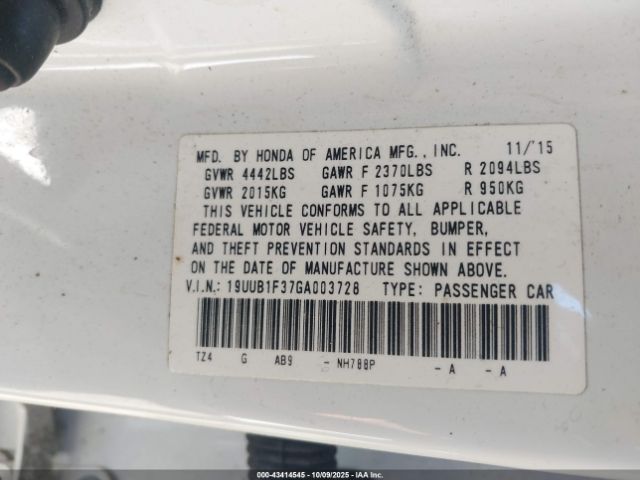 MFD. BY HONDA OF AMERICA MFG., INC. 11/'15
GVWR 4442LBS GAWR F 2370LBS R 2094LBS
GVWR 2015KG GAWR F 1075KG R 950KG
THIS VEHICLE CONFORMS TO ALL APPLICABLE
FEDERAL MOTOR VEHICLE SAFETY, BUMPER,
AND THEFT PREVENTION STANDARDS IN EFFECT
ON THE DATE OF MANUFACTURE SHOWN ABOVE.
V.I.N.: 19UUB1F37GA003728 TYPE: PASSENGER CAR
TZ4 G AB9 - NH788P - A - A
000-43414545 - 10/09/2025 - IAAI.COM